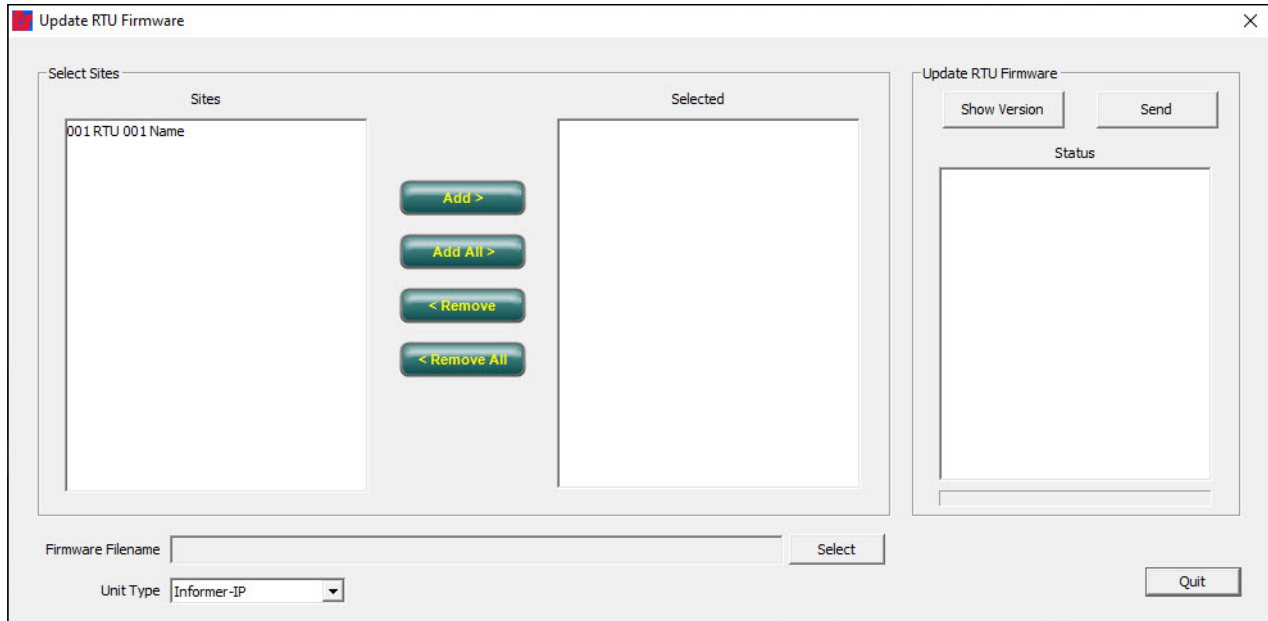 Update RTU Firmware
Select Sites
Sites
Selected
001 RTU 001 Name
Add >
Add All >
< Remove
< Remove All
Update RTU Firmware
Show Version
Send
Status
Firmware Filename
Select
Unit Type
Informer-IP
Quit